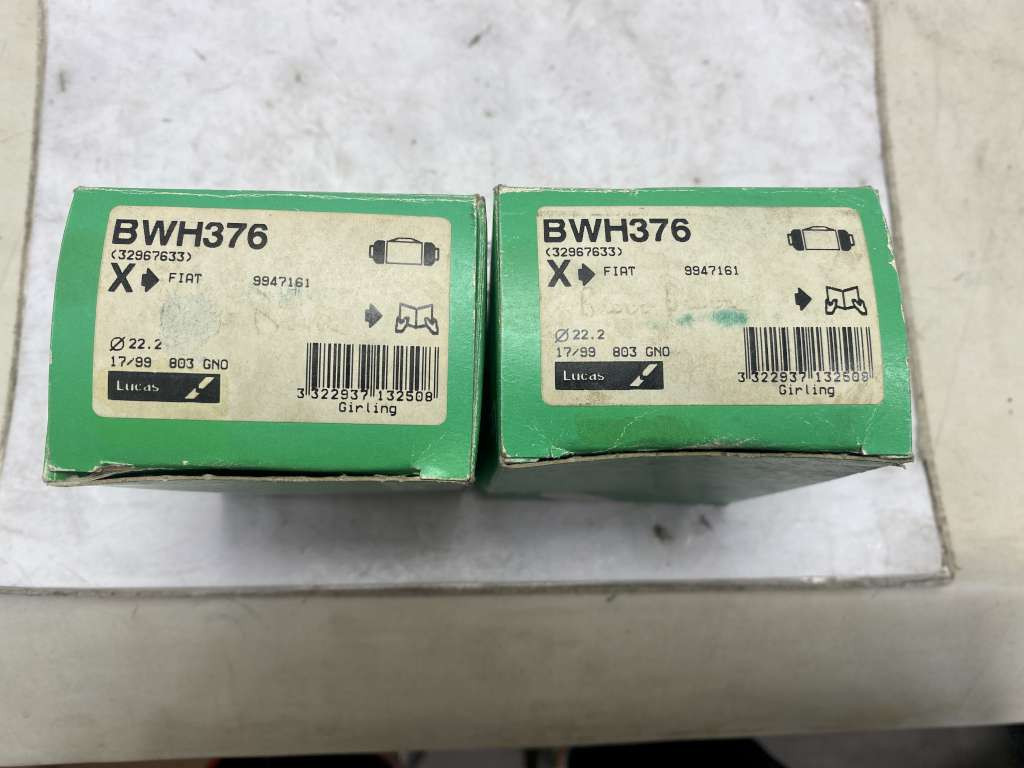 BWH376
(32967633)
X FIAT 9947161
Ø 22.2
17/99 803 GNO
Lucas
3 322937 132508
Girling
BWH376
(32967633)
X FIAT 9947161
Ø 22.2
17/99 803 GNO
Lucas
3 322937 132508
Girling